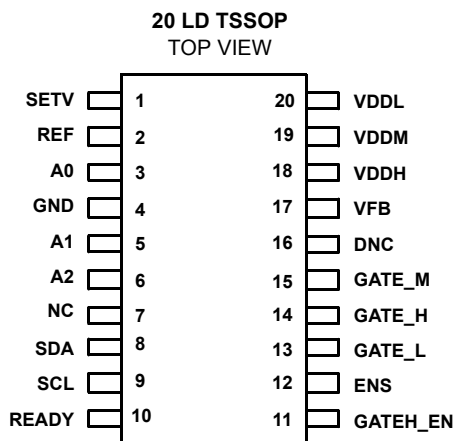 20 LD TSSOP
TOP VIEW
SETV 1 20 VDDL
REF 2 19 VDDM
A0 3 18 VDDH
GND 4 17 VFB
A1 5 16 DNC
A2 6 15 GATE_M
NC 7 14 GATE_H
SDA 8 13 GATE_L
SCL 9 12 ENS
READY 10 11 GATEH_EN